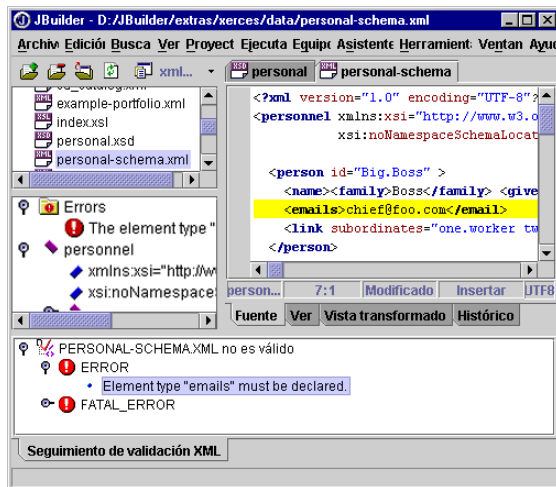 JBuilder - D:/JBuilder/extras/xerces/data/personal-schema.xml
Archiv Edición Busca Ver Proyect Ejecuta Equipo Asistente Herramient Ventan Ayuc
xml...
personal personal-schema
cd_catalog.xml
example-portfolio.xml
index.xsl
personal.xsd
personal-schema.xml
<?xml version="1.0" encoding="UTF-8"?
<personnel xmlns:xsi="http://www.w3.o
xsi:noNamespaceSchemaLocat
<person id="Big.Boss" >
<name><family>Boss</family> <give
<emails>chief@foo.com</email>
<link subordinates="one.worker tw
</person>
Errors
The element type "
personnel
xmlns:xsi="http://w
xsi:noNamespace
person... 7:1 Modificado Insertar UTF8
Fuente Ver Vista transformado Histórico
PERSONAL-SCHEMA.XML no es válido
ERROR
Element type "emails" must be declared.
FATAL_ERROR
Seguimiento de validación XML